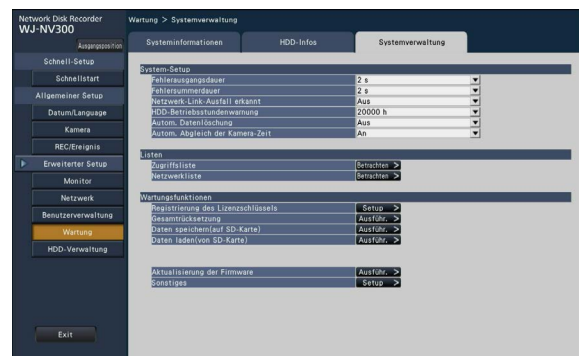 Network Disk Recorder
WJ-NV300
Ausgangsposition
Schnell-Setup
Schnellstart
Allgemeiner Setup
Datum/Language
Kamera
REC/Ereignis
Erweiterter Setup
Monitor
Netzwerk
Benutzerverwaltung
Wartung
HDD-Verwaltung
Exit
Wartung > Systemverwaltung
Systeminformationen
HDD-Infos
Systemverwaltung
System-Setup
Fehlerausgangsdauer 2 s
Fehlersummerdauer 2 s
Netzwerk-Link-Ausfall erkannt Aus
HDD-Betriebsstundenwarnung 20000 h
Autom. Datenlöschung Aus
Autom. Abgleich der Kamera-Zeit An
Listen
Zugriffsliste Betrachten >
Netzwerkliste Betrachten >
Wartungsfunktionen
Registrierung des Lizenzschlüssels Setup >
Gesamtrücksetzung Ausführ. >
Daten speichern(auf SD-Karte) Ausführ. >
Daten laden(von SD-Karte) Ausführ. >
Aktualisierung der Firmware Ausführ. >
Sonstiges Setup >